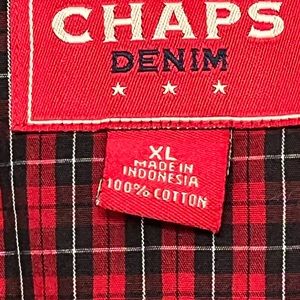 CHAPS
DENIM
XL
MADE IN
INDONESIA
100% COTTON